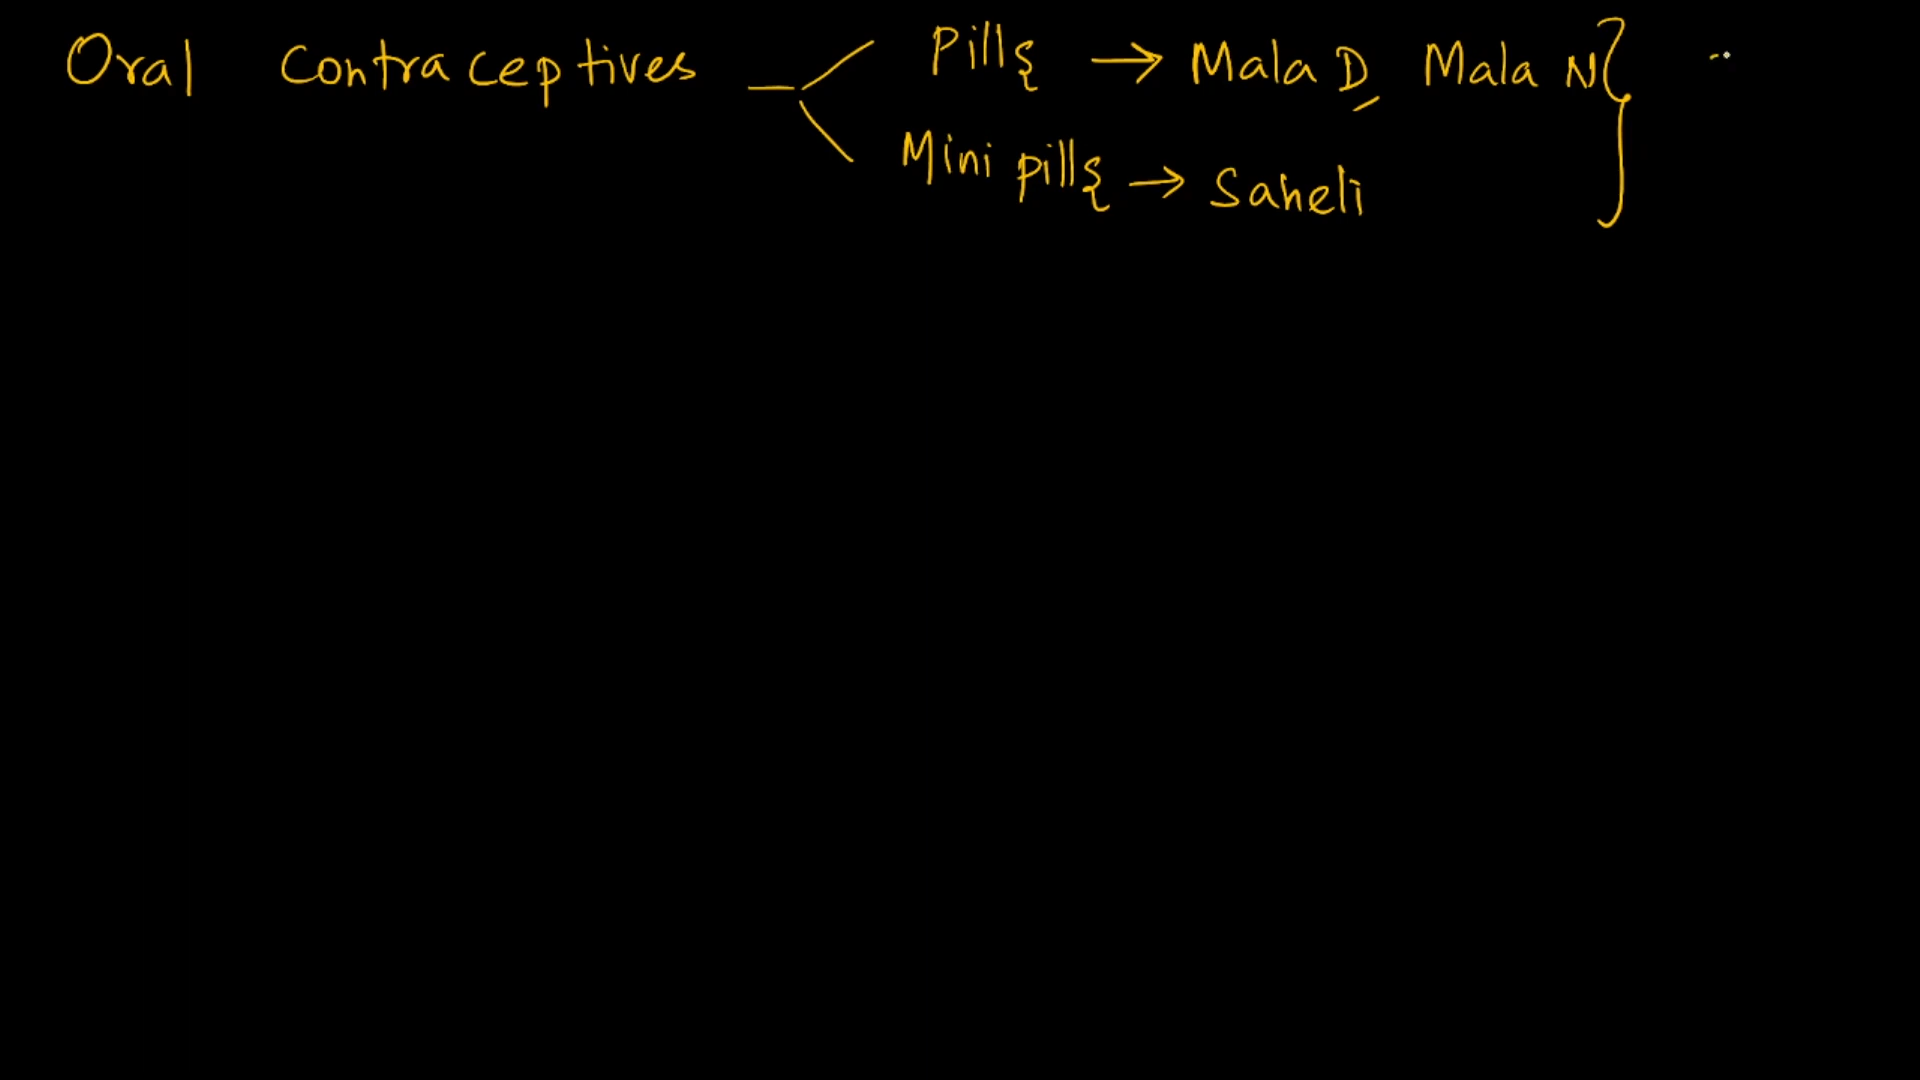 Oral Contraceptives Pills → Mala D, Mala N
Mini pills → Saheli